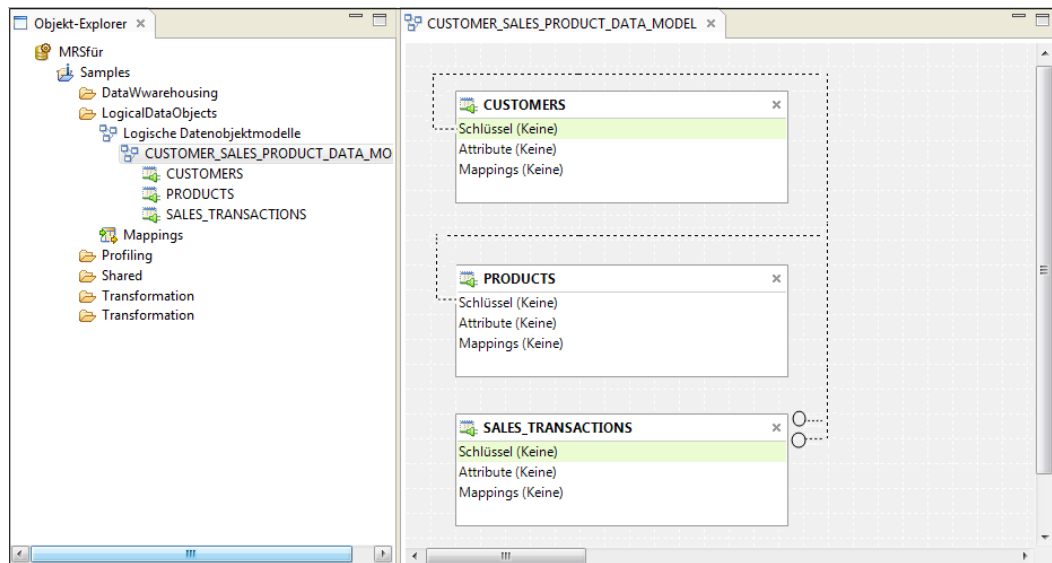 Objekt-Explorer
MRSfür
Samples
DataWwarehousing
LogicalDataObjects
Logische Datenobjektmodelle
CUSTOMER_SALES_PRODUCT_DATA_MO
CUSTOMERS
PRODUCTS
SALES_TRANSACTIONS
Mappings
Profiling
Shared
Transformation
Transformation
CUSTOMER_SALES_PRODUCT_DATA_MODEL
CUSTOMERS
Schlüssel (Keine)
Attribute (Keine)
Mappings (Keine)
PRODUCTS
Schlüssel (Keine)
Attribute (Keine)
Mappings (Keine)
SALES_TRANSACTIONS
Schlüssel (Keine)
Attribute (Keine)
Mappings (Keine)